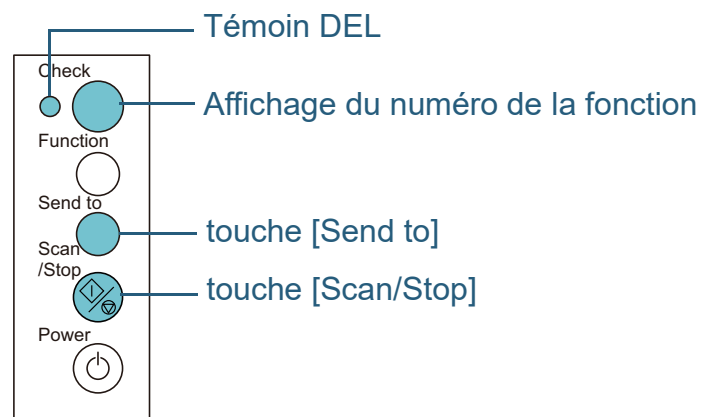 Témoin DEL
Check
Affichage du numéro de la fonction
Function
Send to
touche [Send to]
Scan
/Stop
touche [Scan/Stop]
Power